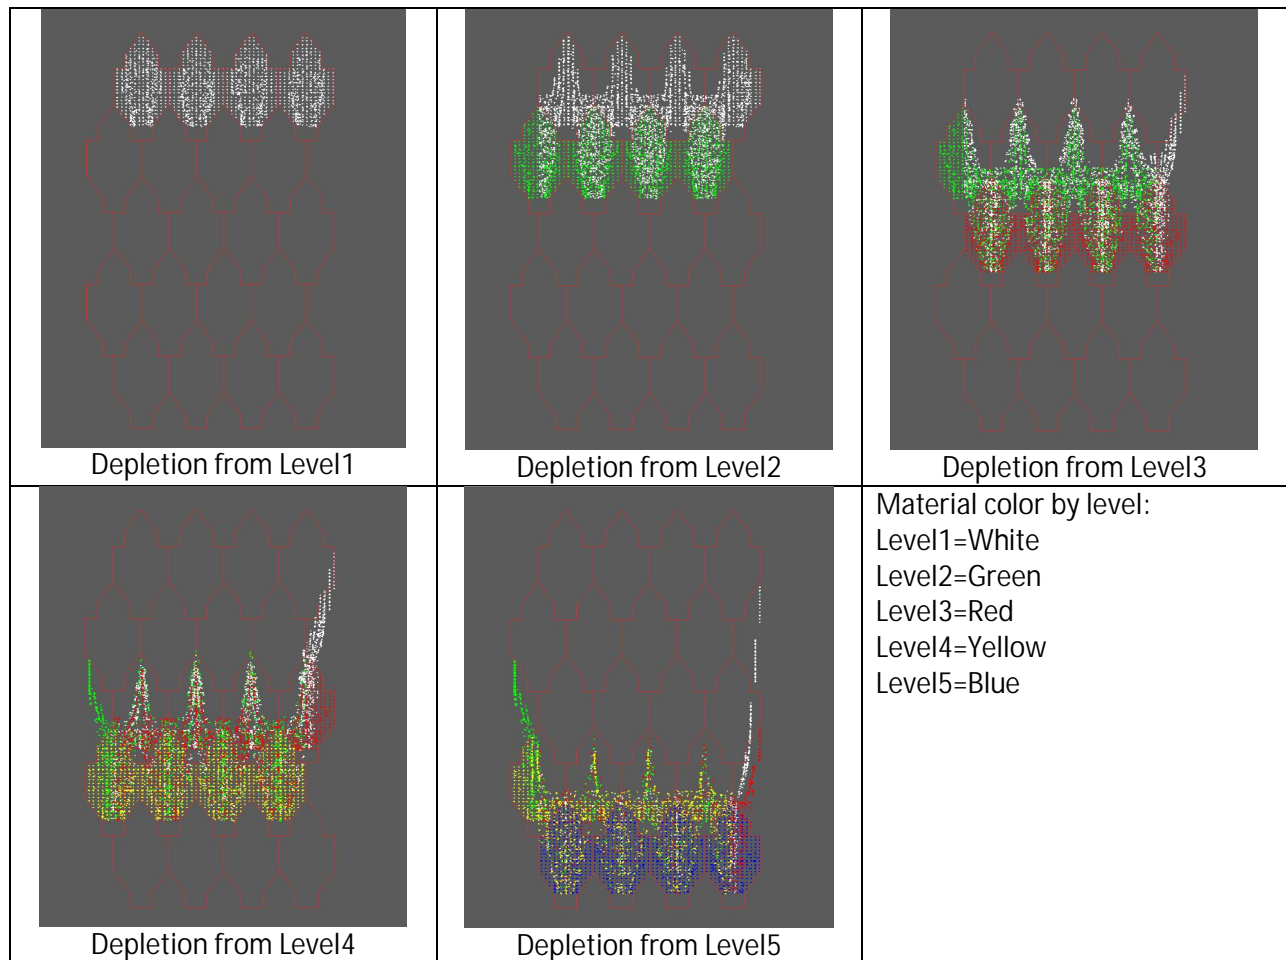 Depletion from Level1
Depletion from Level2
Depletion from Level3
Depletion from Level4
Depletion from Level5
Material color by level:
Level1=White
Level2=Green
Level3=Red
Level4=Yellow
Level5=Blue